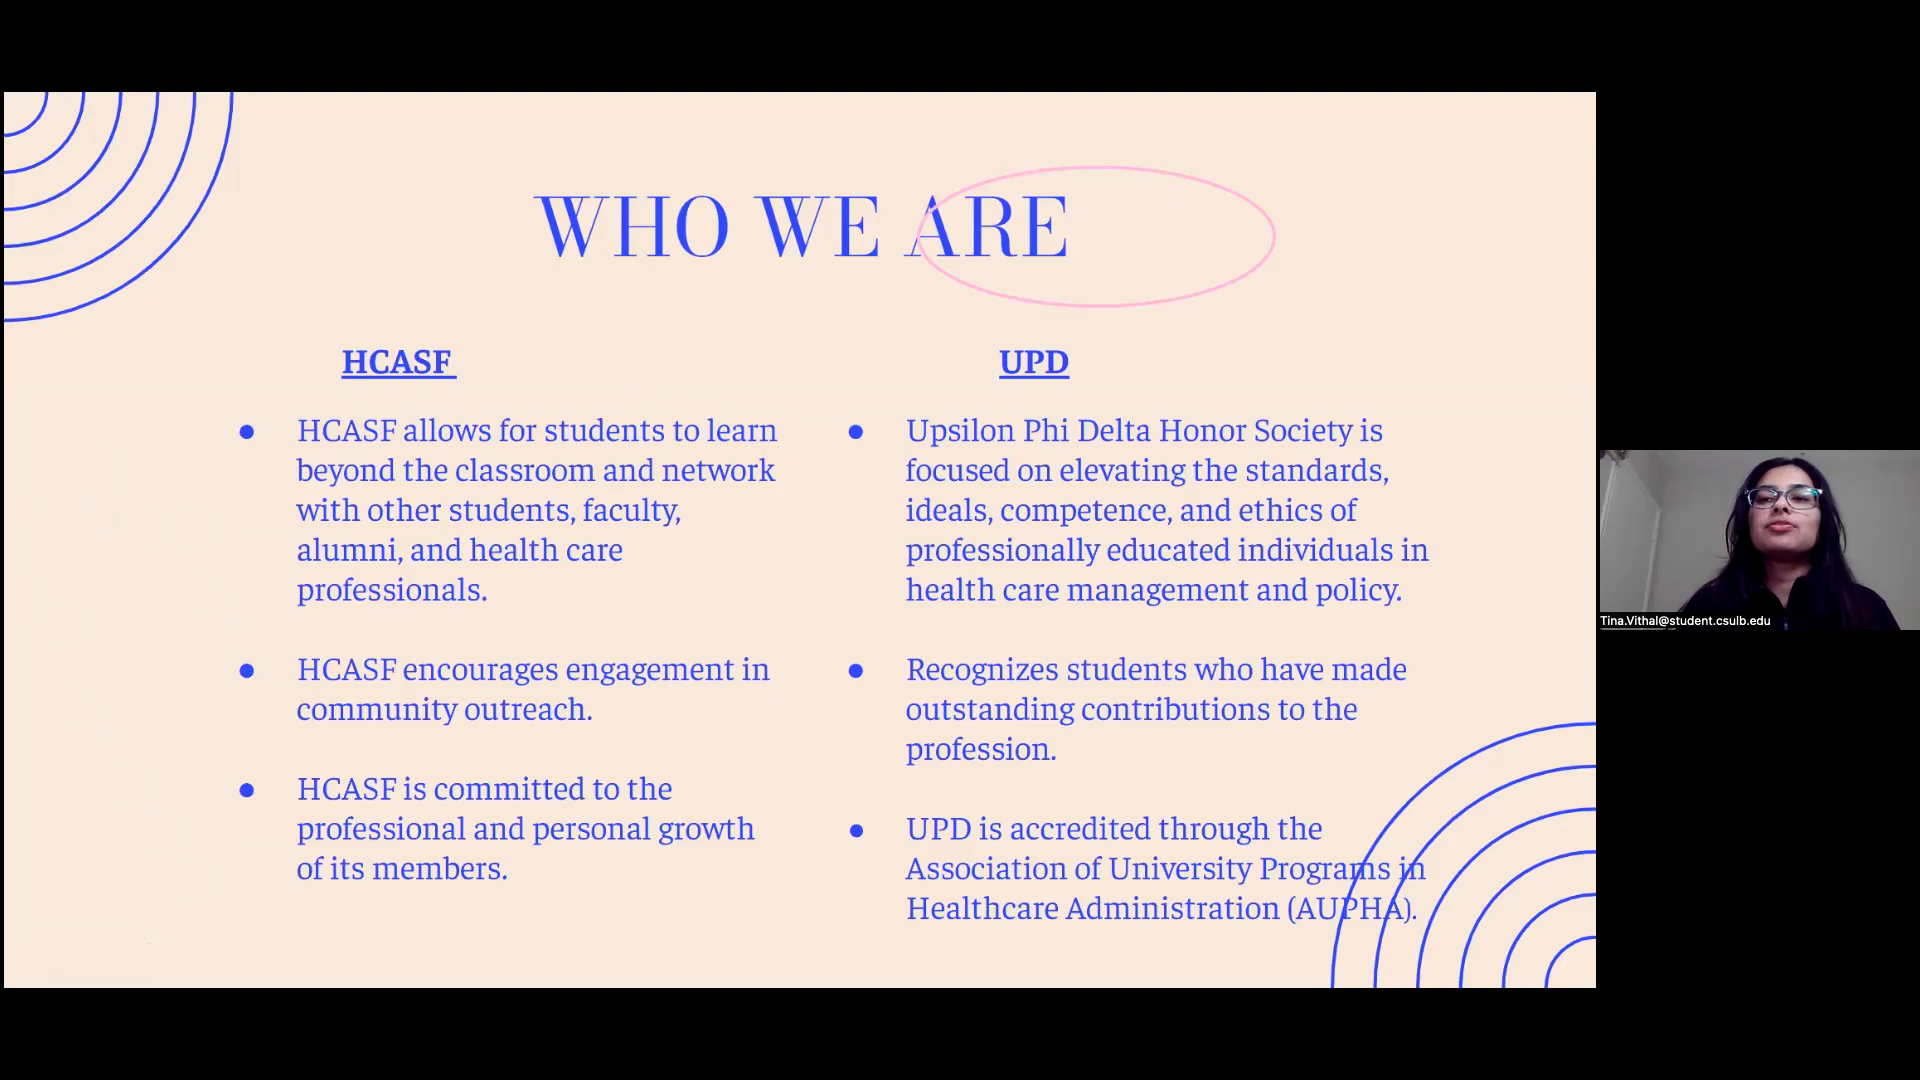 WHO WE ARE
HCASF
HCASF allows for students to learn
beyond the classroom and network
with other students, faculty,
alumni, and health care
professionals.
HCASF encourages engagement in
community outreach.
HCASF is committed to the
professional and personal growth
of its members.
UPD
Upsilon Phi Delta Honor Society is
focused on elevating the standards,
ideals, competence, and ethics of
professionally educated individuals in
health care management and policy.
Recognizes students who have made
outstanding contributions to the
profession.
UPD is accredited through the
Association of University Programs in
Healthcare Administration (AUPHA).
Tina.Vithal@student.csulb.edu